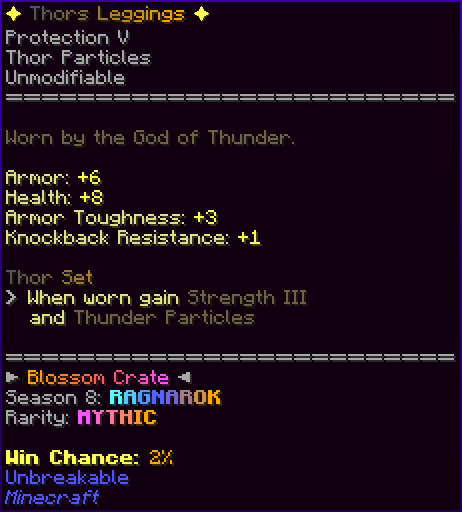 ✦ Thors Leggings ✦
Protection V
Thor Particles
Unmodifiable
==============================
Worn by the God of Thunder.
Armor: +6
Health: +8
Armor Toughness: +3
Knockback Resistance: +1
Thor Set
> When worn gain Strength III
and Thunder Particles
==============================
► Blossom Crate ◄
Season 8: RAGNAROK
Rarity: MYTHIC
Win Chance: 2%
Unbreakable
Minecraft